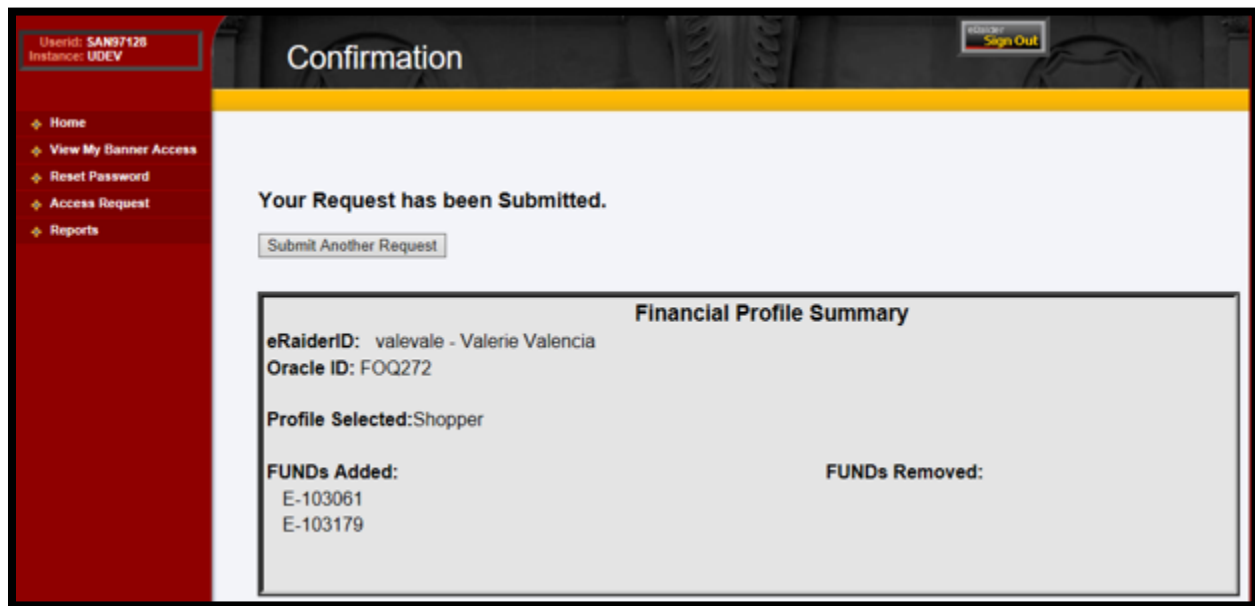 Userid: SAN97128
Instance: UDEV
Confirmation
eRaider
Sign Out
Home
View My Banner Access
Reset Password
Access Request
Reports
Your Request has been Submitted.
Submit Another Request
Financial Profile Summary
eRaiderID: valevale - Valerie Valencia
Oracle ID: FOQ272
Profile Selected:Shopper
FUNDs Added: FUNDs Removed:
E-103061
E-103179